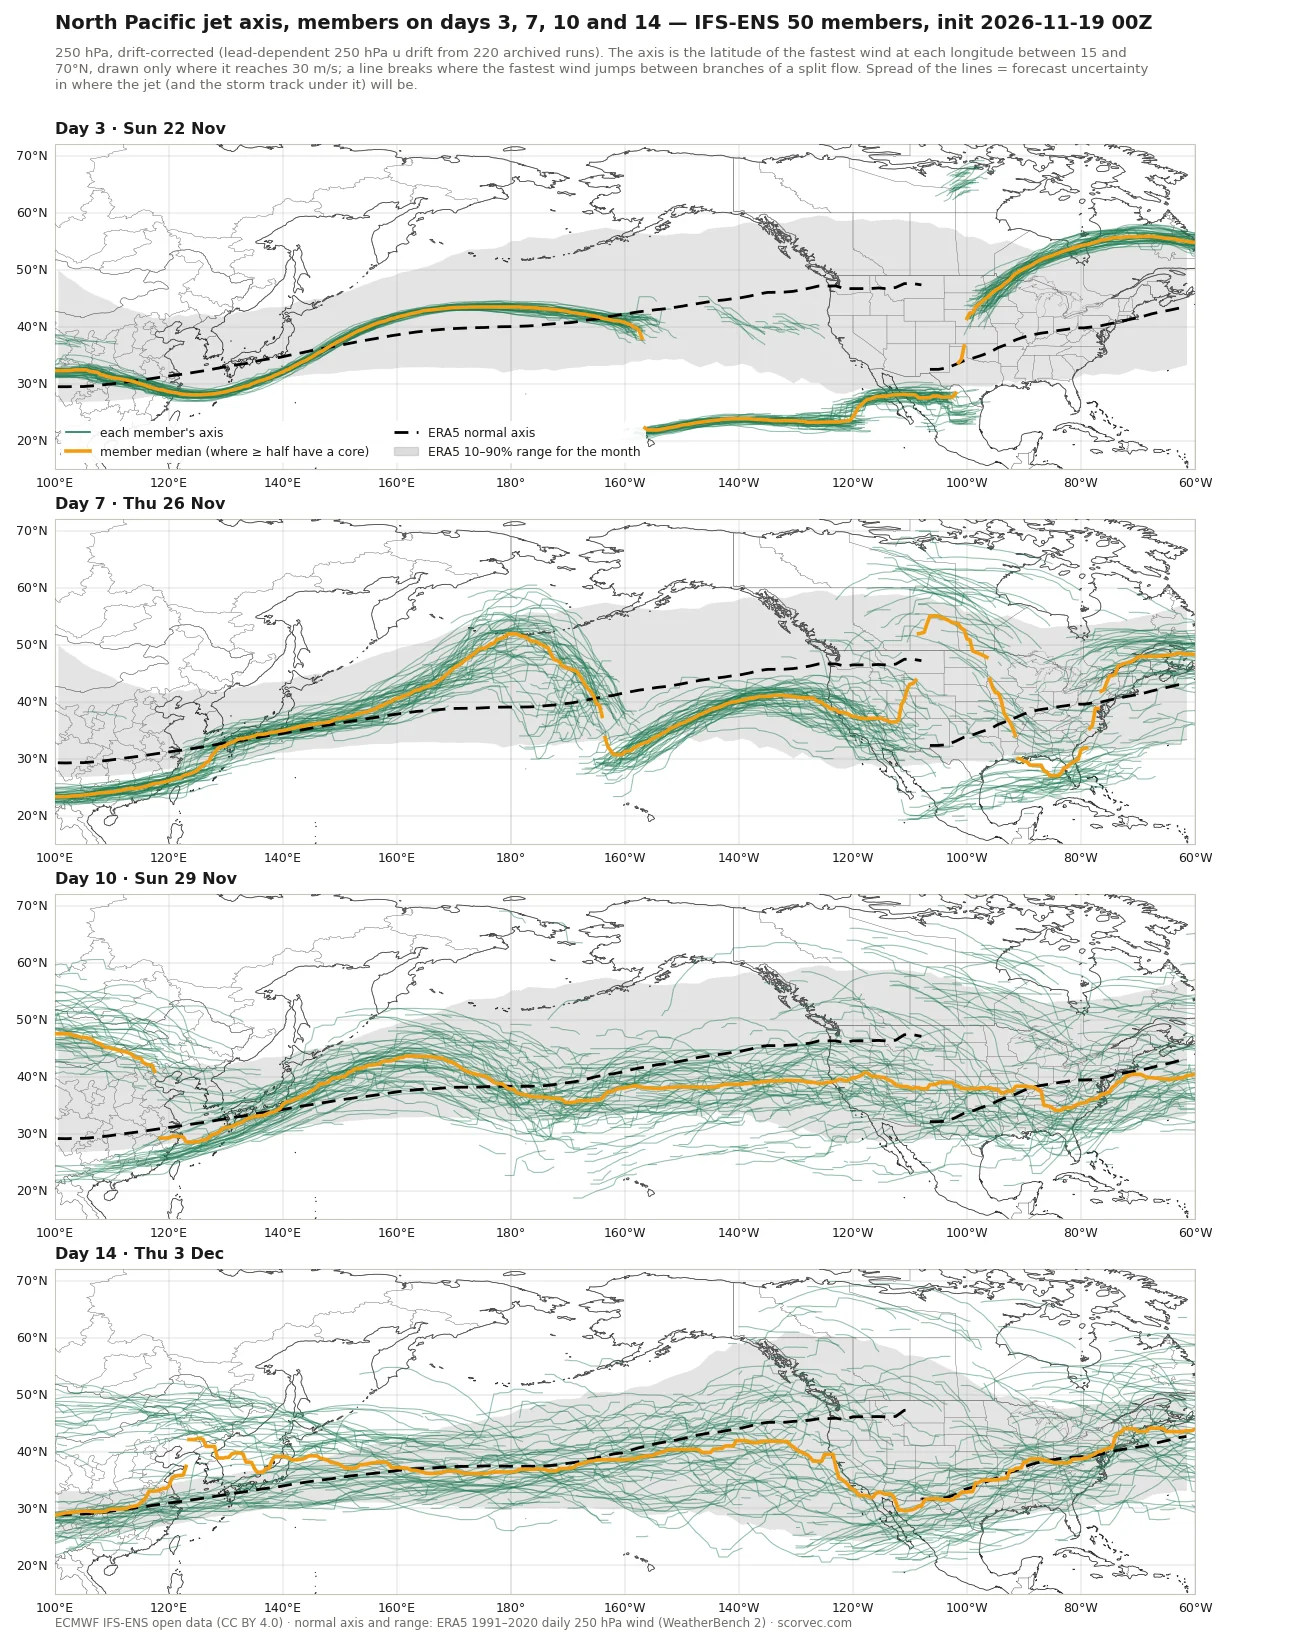 North Pacific jet axis, members on days 3, 7, 10 and 14 — IFS-ENS 50 members, init 2026-11-19 00Z
250 hPa, drift-corrected (lead-dependent 250 hPa u drift from 220 archived runs). The axis is the latitude of the fastest wind at each longitude between 15 and
70°N, drawn only where it reaches 30 m/s; a line breaks where the fastest wind jumps between branches of a split flow. Spread of the lines = forecast uncertainty
in where the jet (and the storm track under it) will be.
Day 3 · Sun 22 Nov
70°N
60°N
50°N
40°N
30°N
20°N
each member's axis
member median (where ≥ half have a core)
ERA5 normal axis
ERA5 10–90% range for the month
100°E 120°E 140°E 160°E 180° 160°W 140°W 120°W 100°W 80°W 60°W
Day 7 · Thu 26 Nov
70°N
60°N
50°N
40°N
30°N
20°N
100°E 120°E 140°E 160°E 180° 160°W 140°W 120°W 100°W 80°W 60°W
Day 10 · Sun 29 Nov
70°N
60°N
50°N
40°N
30°N
20°N
100°E 120°E 140°E 160°E 180° 160°W 140°W 120°W 100°W 80°W 60°W
Day 14 · Thu 3 Dec
70°N
60°N
50°N
40°N
30°N
20°N
100°E 120°E 140°E 160°E 180° 160°W 140°W 120°W 100°W 80°W 60°W
ECMWF IFS-ENS open data (CC BY 4.0) · normal axis and range: ERA5 1991–2020 daily 250 hPa wind (WeatherBench 2) · scorvec.com